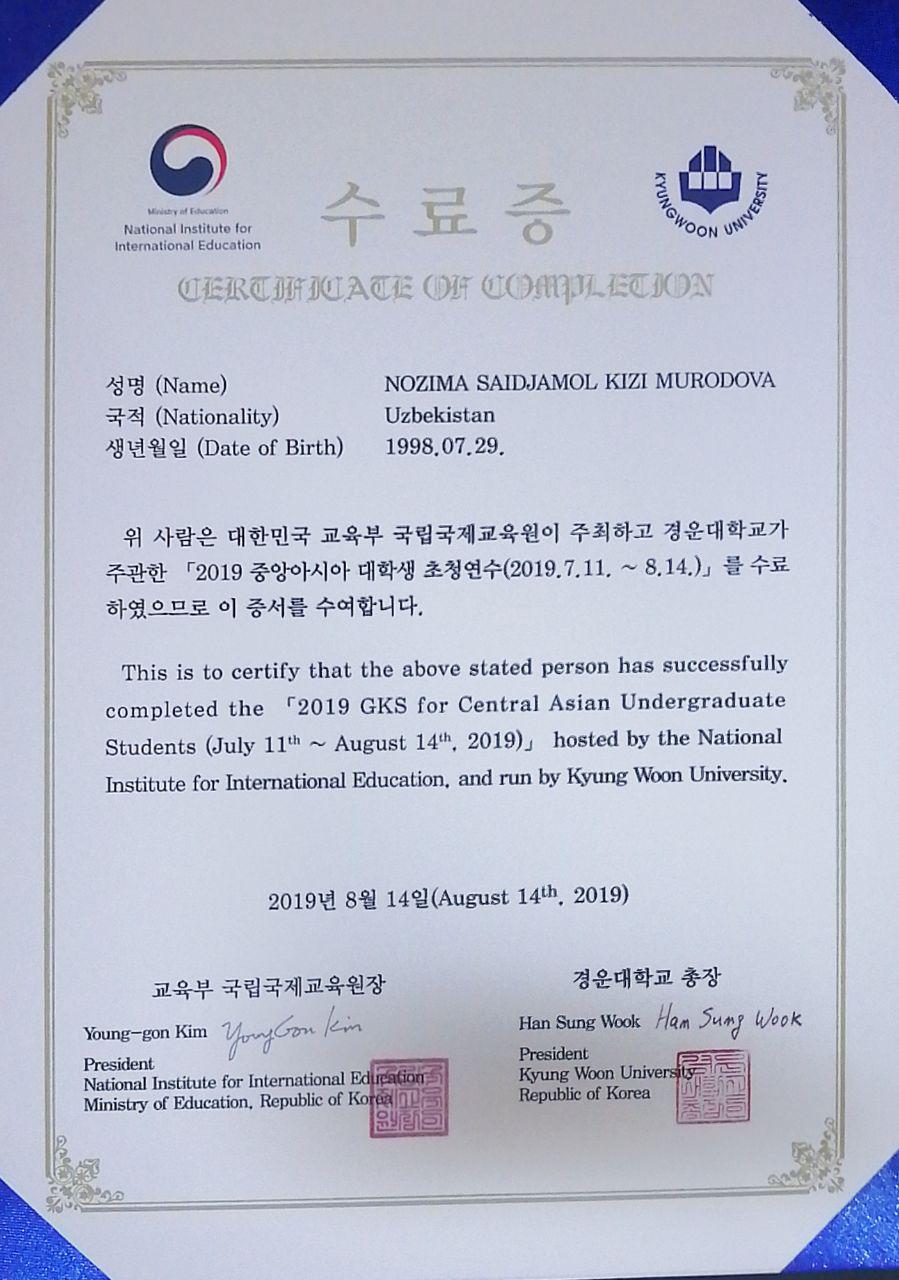 Ministry of Education
National Institute for
International Education
수료증
KYUNGWOON UNIVERSITY
CERTIFICATE OF COMPLETION
성명 (Name) NOZIMA SAIDJAMOL KIZI MURODOVA
국적 (Nationality) Uzbekistan
생년월일 (Date of Birth) 1998.07.29.
위 사람은 대한민국 교육부 국립국제교육원이 주최하고 경운대학교가
주관한 「2019 중앙아시아 대학생 초청연수(2019.7.11. ~ 8.14.)」를 수료
하였으므로 이 증서를 수여합니다.
This is to certify that the above stated person has successfully
completed the 「2019 GKS for Central Asian Undergraduate
Students (July 11th ~ August 14th, 2019)」 hosted by the National
Institute for International Education, and run by Kyung Woon University.
2019년 8월 14일(August 14th, 2019)
교육부 국립국제교육원장
Young-gon Kim YoungGon Kim
President
National Institute for International Education
Ministry of Education, Republic of Korea
경운대학교 총장
Han Sung Wook Han Sung Wook
President
Kyung Woon University
Republic of Korea